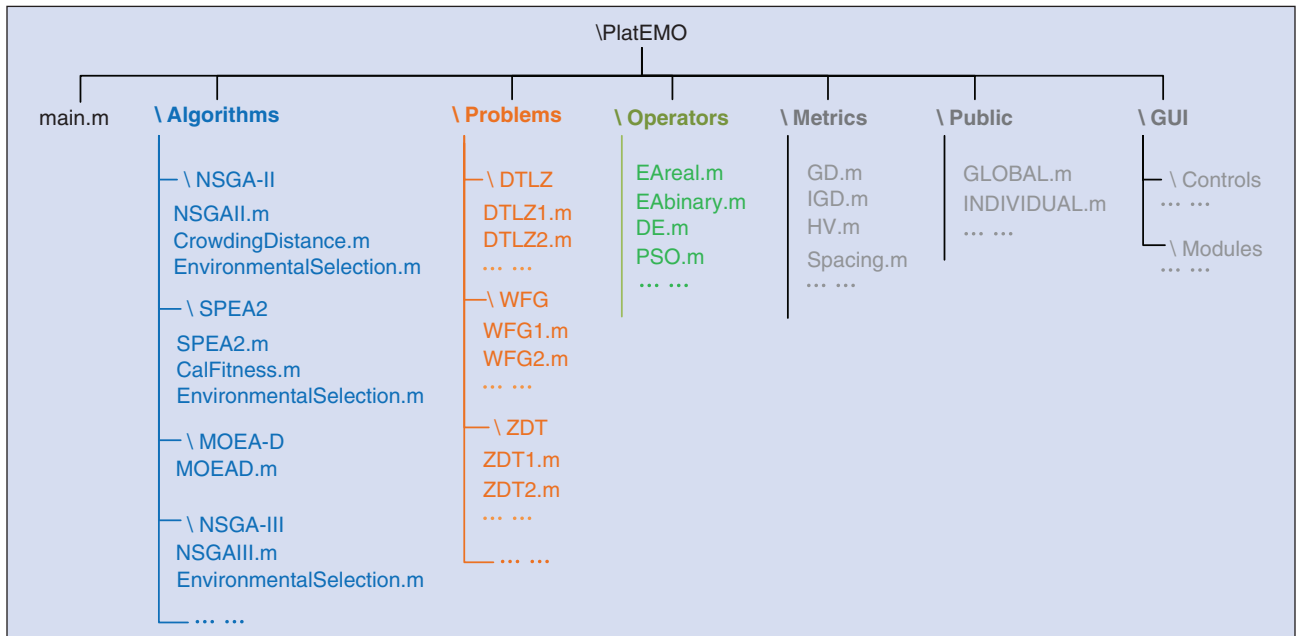 \PlatEMO
main.m
\ Algorithms
\ NSGA-II
NSGAII.m
CrowdingDistance.m
EnvironmentalSelection.m
\ SPEA2
SPEA2.m
CalFitness.m
EnvironmentalSelection.m
\ MOEA-D
MOEAD.m
\ NSGA-III
NSGAIII.m
EnvironmentalSelection.m
... ...
\ Problems
\ DTLZ
DTLZ1.m
DTLZ2.m
... ...
\ WFG
WFG1.m
WFG2.m
... ...
\ ZDT
ZDT1.m
ZDT2.m
... ...
... ...
\ Operators
EAreal.m
EAbinary.m
DE.m
PSO.m
... ...
\ Metrics
GD.m
IGD.m
HV.m
Spacing.m
... ...
\ Public
GLOBAL.m
INDIVIDUAL.m
... ...
\ GUI
\ Controls
... ...
\ Modules
... ...